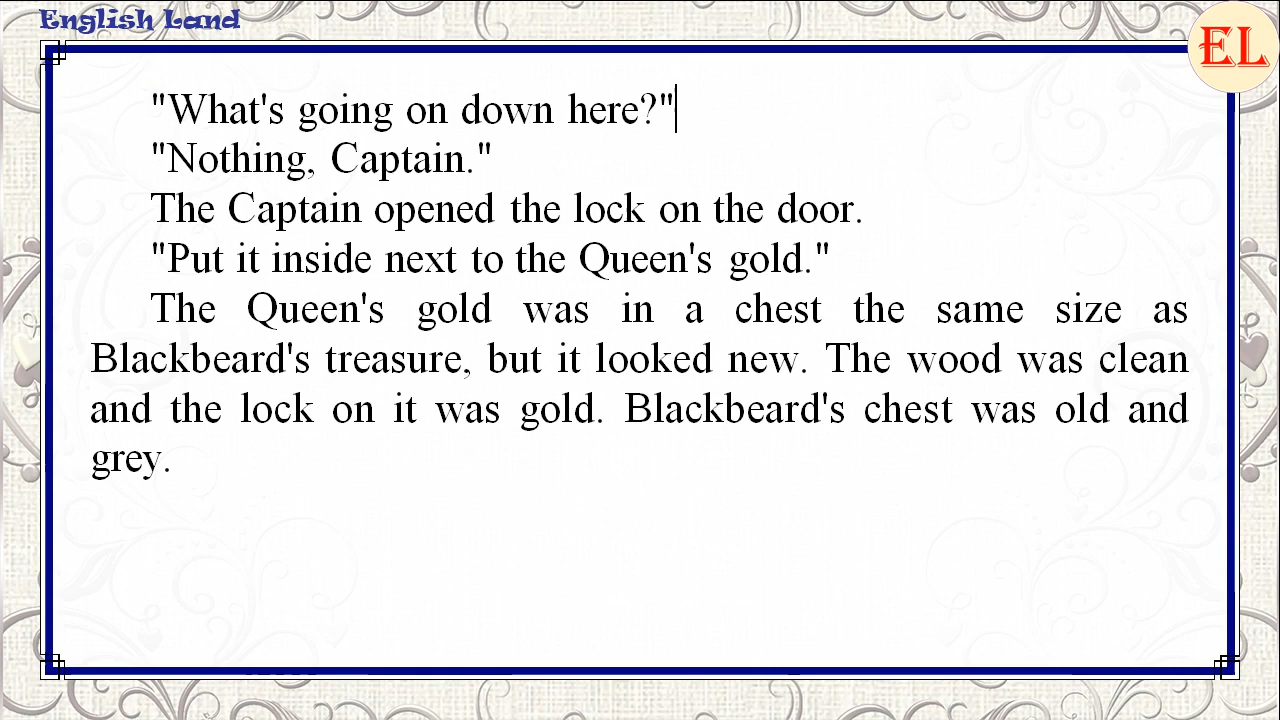 English Land
EL
"What's going on down here?"
"Nothing, Captain."
The Captain opened the lock on the door.
"Put it inside next to the Queen's gold."
The Queen's gold was in a chest the same size as
Blackbeard's treasure, but it looked new. The wood was clean
and the lock on it was gold. Blackbeard's chest was old and
grey.